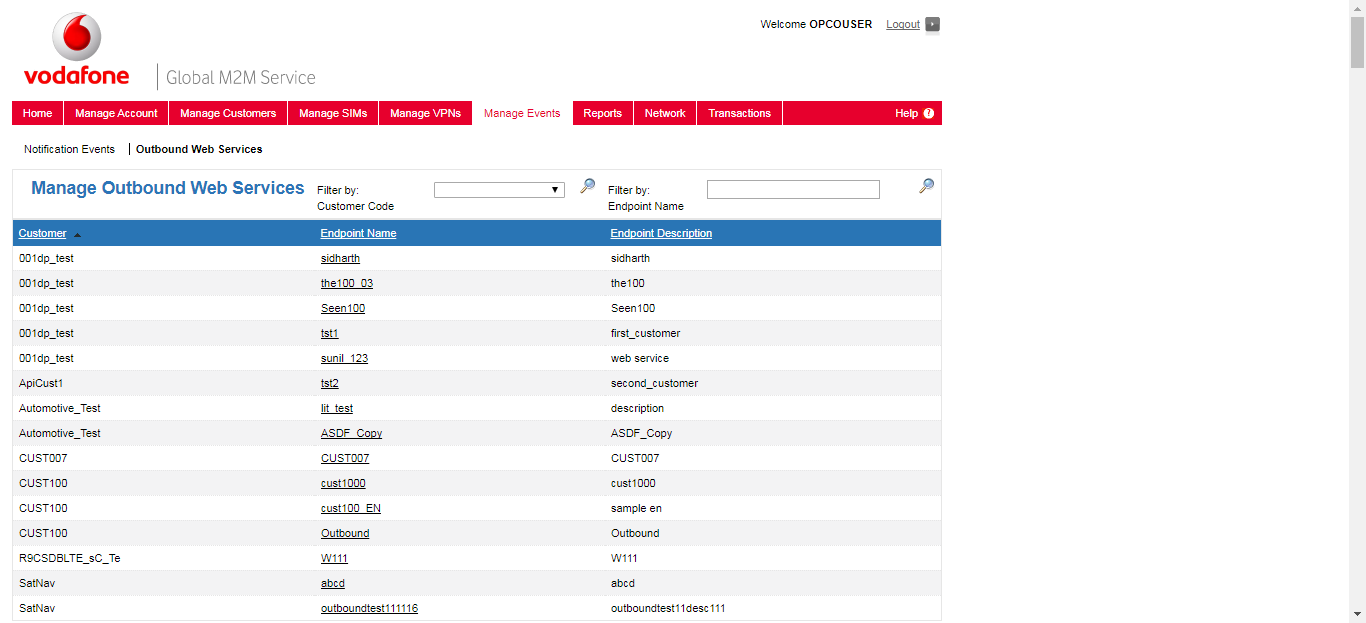 Welcome OPCOUSER Logout
vodafone Global M2M Service
Home Manage Account Manage Customers Manage SIMs Manage VPNs Manage Events Reports Network Transactions Help ?
Notification Events Outbound Web Services
Manage Outbound Web Services Filter by: Filter by:
Customer Code Endpoint Name
Customer Endpoint Name Endpoint Description
001dp_test sidharth sidharth
001dp_test the100_03 the100
001dp_test Seen100 Seen100
001dp_test tst1 first_customer
001dp_test sunil_123 web service
ApiCust1 tst2 second_customer
Automotive_Test lit_test description
Automotive_Test ASDF_Copy ASDF_Copy
CUST007 CUST007 CUST007
CUST100 cust1000 cust1000
CUST100 cust100_EN sample en
CUST100 Outbound Outbound
R9CSDBLTE_sC_Te W111 W111
SatNav abcd abcd
SatNav outboundtest111116 outboundtest11desc111